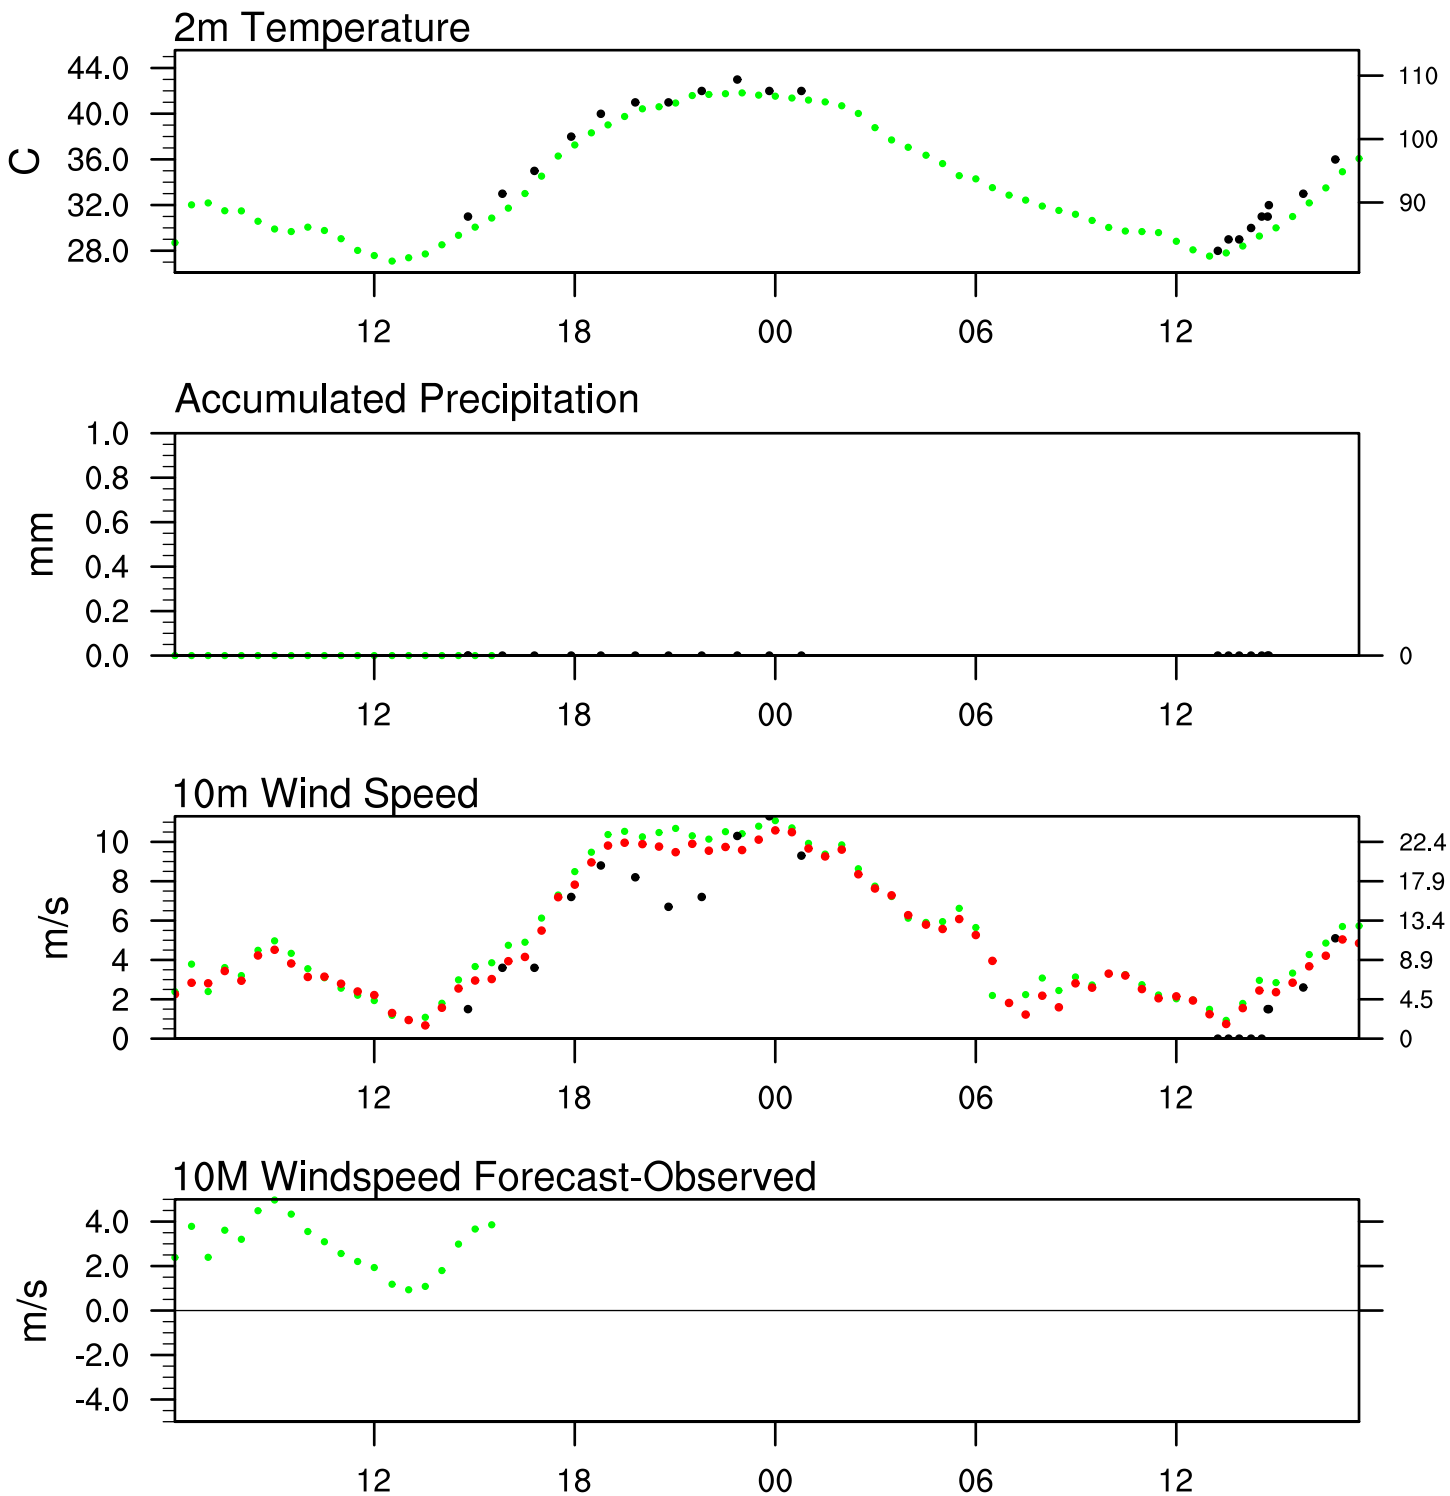 2m Temperature
44.0
40.0
36.0
32.0
28.0
C
110
100
90
12 18 00 06 12
Accumulated Precipitation
1.0
0.8
0.6
0.4
0.2
0.0
mm
0
12 18 00 06 12
10m Wind Speed
10
8
6
4
2
0
m/s
22.4
17.9
13.4
8.9
4.5
0
12 18 00 06 12
10M Windspeed Forecast-Observed
4.0
2.0
0.0
-2.0
-4.0
m/s
12 18 00 06 12